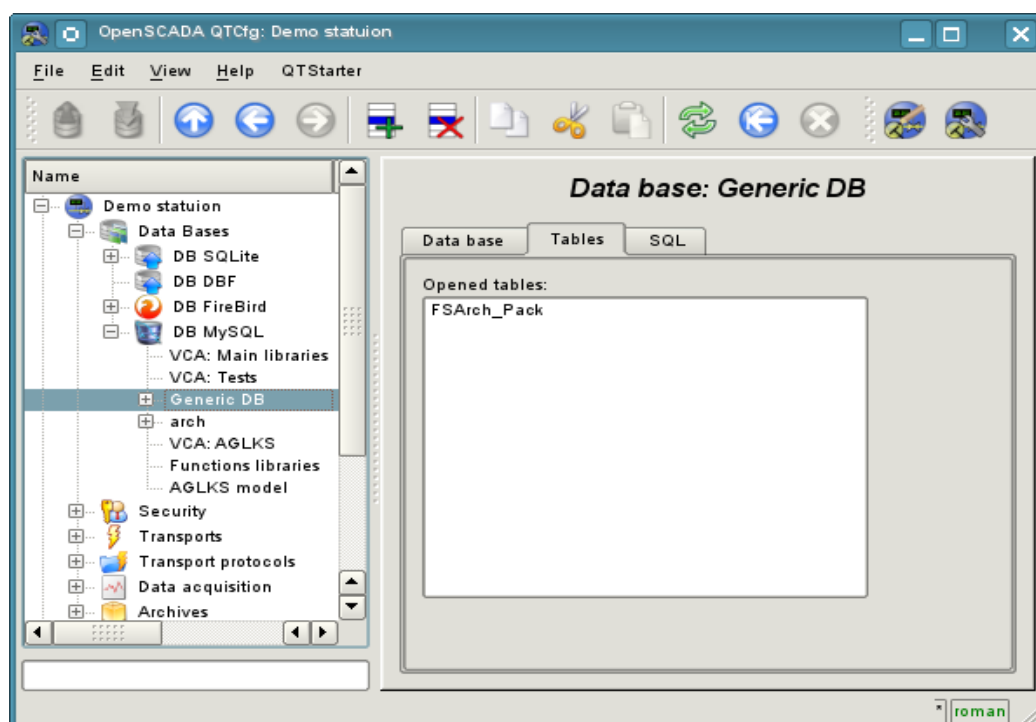 OpenSCADA QTCfg: Demo statuion
File Edit View Help QTStarter
Name
Demo statuion
Data Bases
DB SQLite
DB DBF
DB FireBird
DB MySQL
VCA: Main libraries
VCA: Tests
Generic DB
arch
VCA: AGLKS
Functions libraries
AGLKS model
Security
Transports
Transport protocols
Data acquisition
Archives
Data base: Generic DB
Data base Tables SQL
Opened tables:
FSArch_Pack
* roman